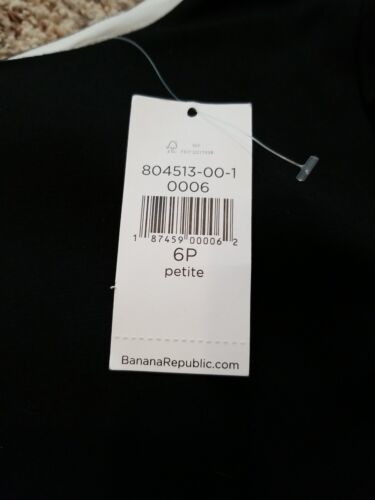 804513-00-1
0006
1 87459 00006 2
6P
petite
BananaRepublic.com